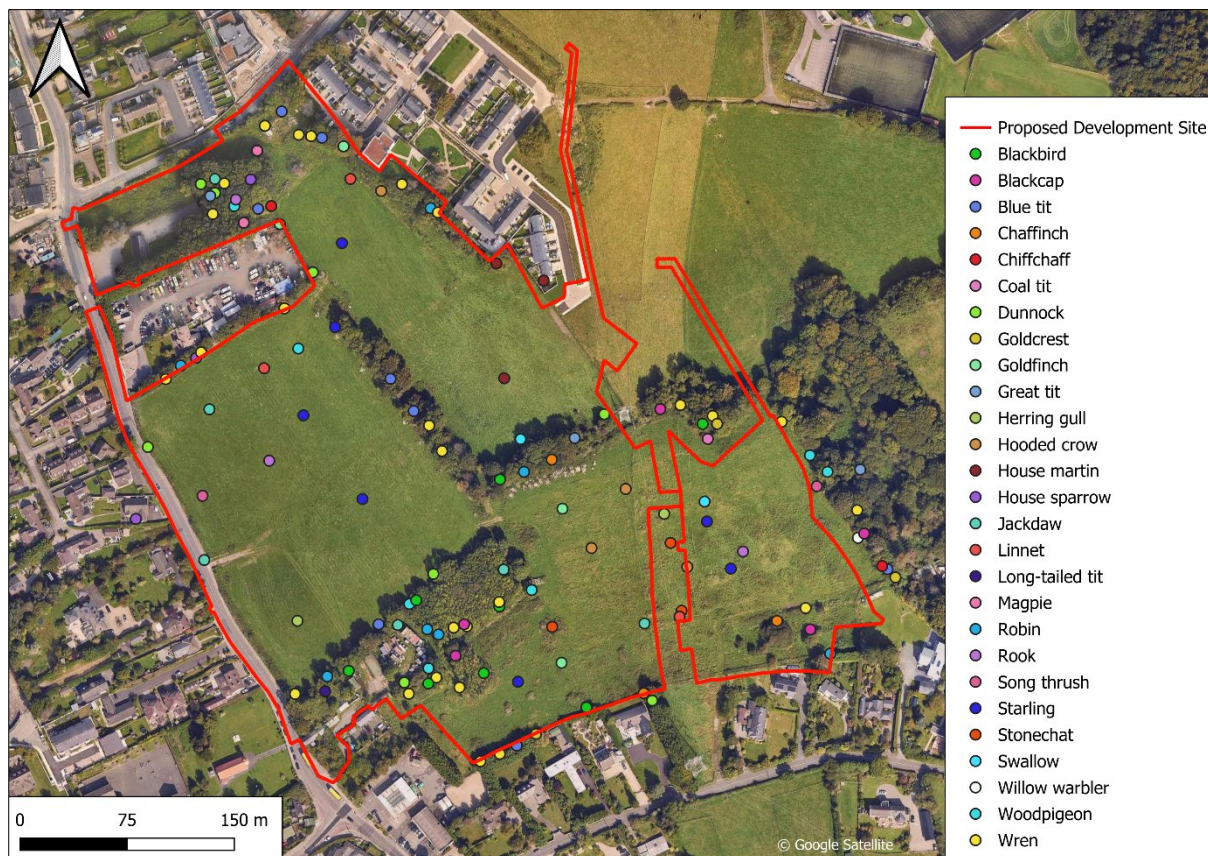 Proposed Development Site
Blackbird
Blackcap
Blue tit
Chaffinch
Chiffchaff
Coal tit
Dunnock
Goldcrest
Goldfinch
Great tit
Herring gull
Hooded crow
House martin
House sparrow
Jackdaw
Linnet
Long-tailed tit
Magpie
Robin
Rook
Song thrush
Starling
Stonechat
Swallow
Willow warbler
Woodpigeon
Wren
0 75 150 m
© Google Satellite